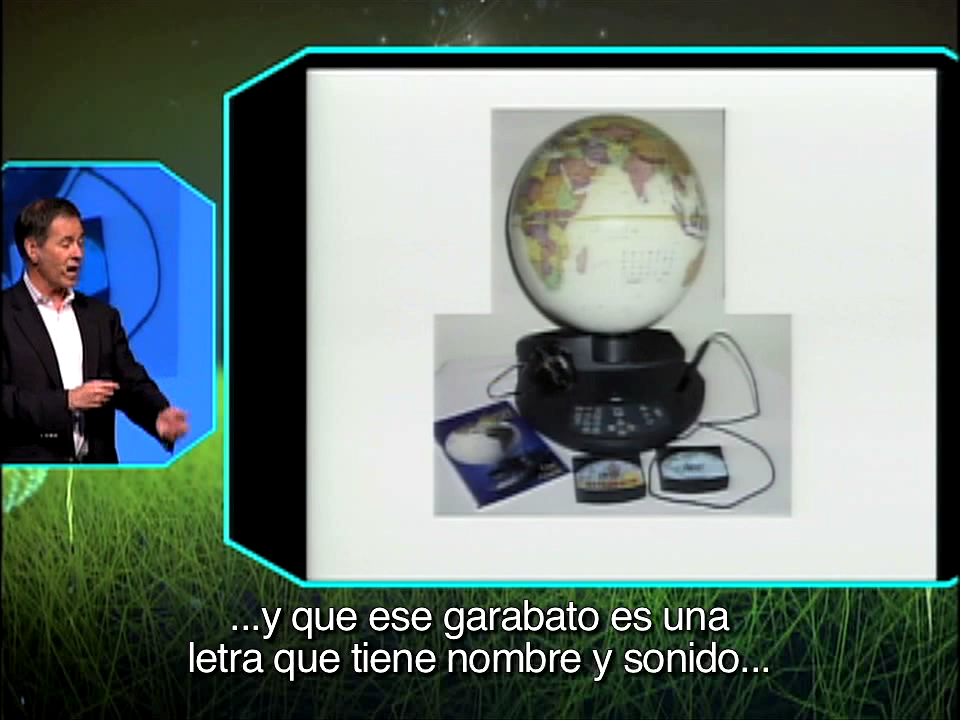 ...y que ese garabato es una
letra que tiene nombre y sonido...